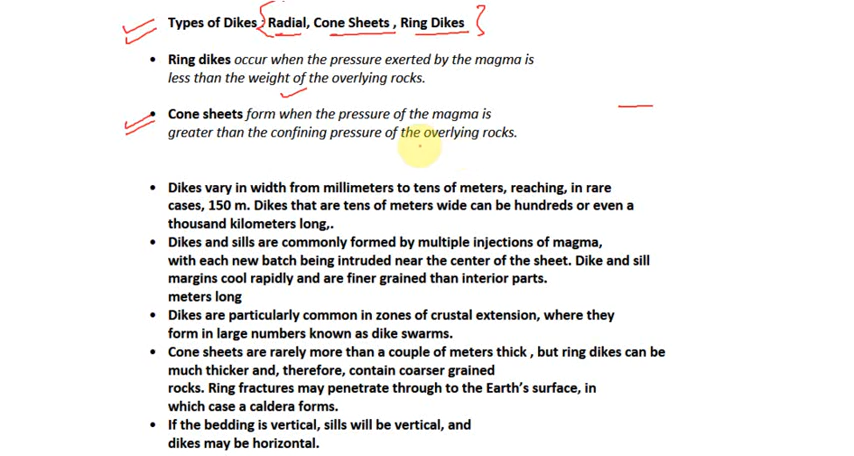 Types of Dikes : Radial, Cone Sheets , Ring Dikes
• Ring dikes occur when the pressure exerted by the magma is
less than the weight of the overlying rocks.
• Cone sheets form when the pressure of the magma is
greater than the confining pressure of the overlying rocks.
• Dikes vary in width from millimeters to tens of meters, reaching, in rare
cases, 150 m. Dikes that are tens of meters wide can be hundreds or even a
thousand kilometers long,.
• Dikes and sills are commonly formed by multiple injections of magma,
with each new batch being intruded near the center of the sheet. Dike and sill
margins cool rapidly and are finer grained than interior parts.
meters long
• Dikes are particularly common in zones of crustal extension, where they
form in large numbers known as dike swarms.
• Cone sheets are rarely more than a couple of meters thick , but ring dikes can be
much thicker and, therefore, contain coarser grained
rocks. Ring fractures may penetrate through to the Earth's surface, in
which case a caldera forms.
• If the bedding is vertical, sills will be vertical, and
dikes may be horizontal.